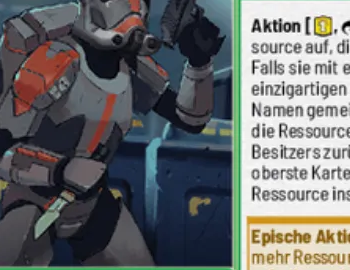 Aktion [1,
source auf, di
Falls sie mit e
einzigartigen
Namen gemei
die Ressource
Besitzers zurü
oberste Karte
Ressource ins
Epische Aktio
mehr Ressour